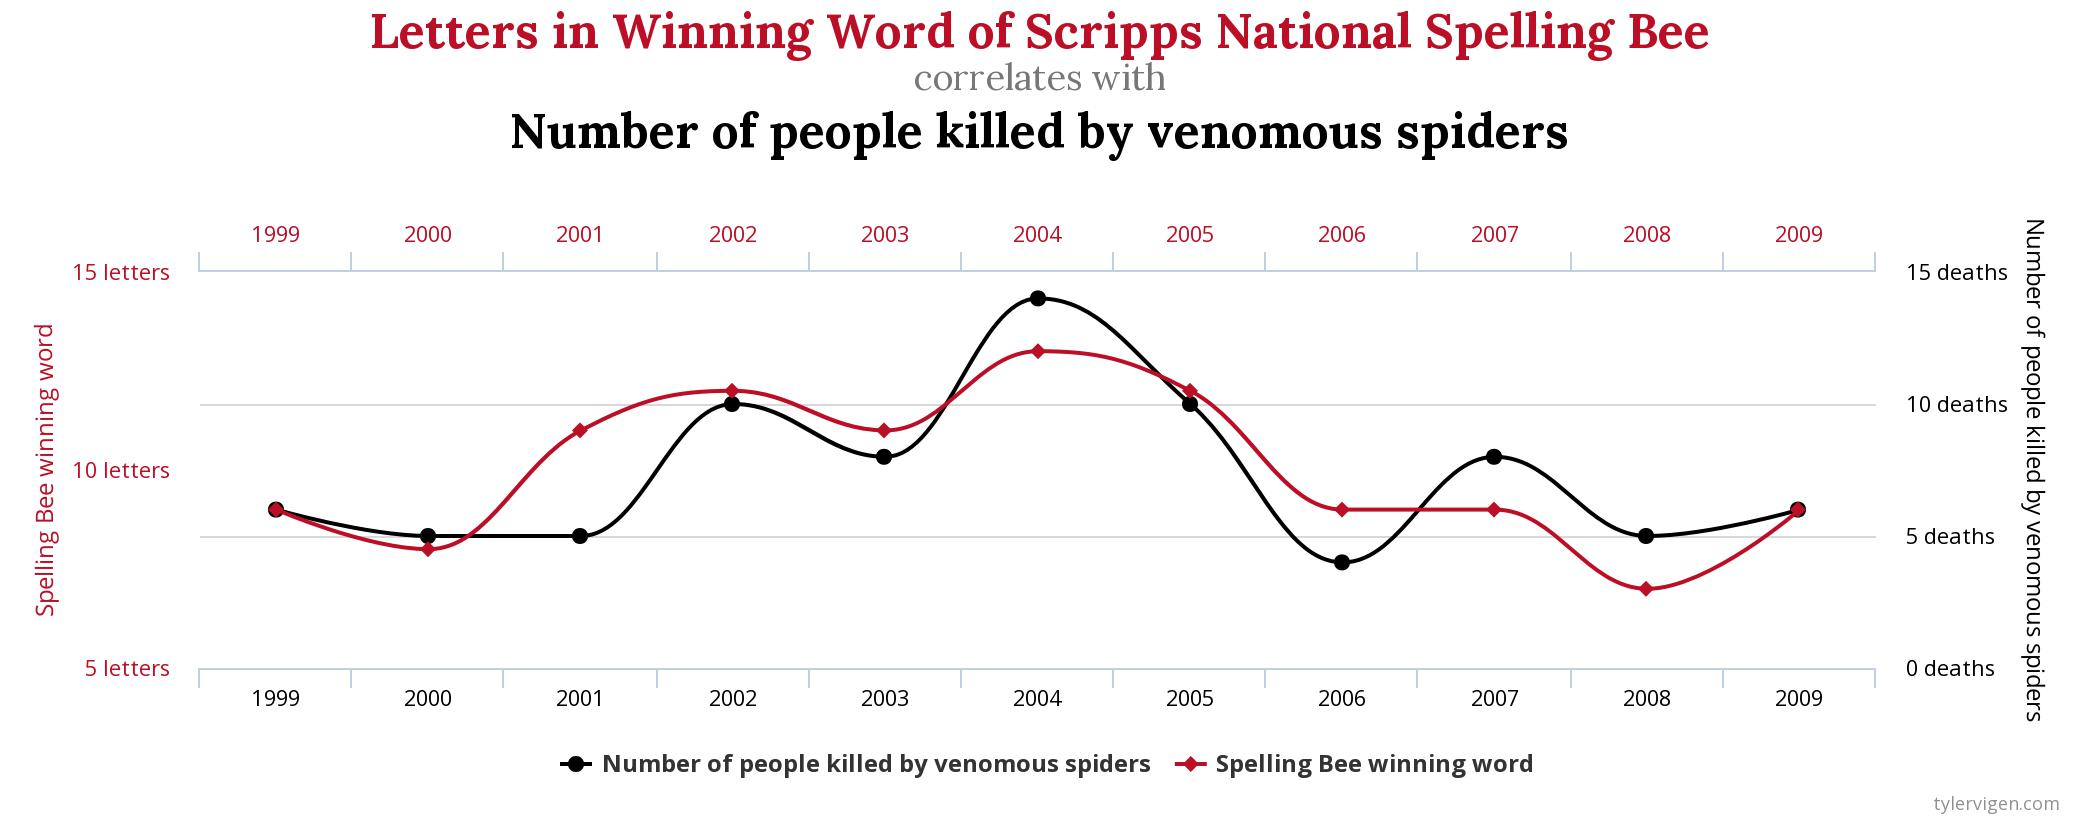 Letters in Winning Word of Scripps National Spelling Bee
correlates with
Number of people killed by venomous spiders
1999 2000 2001 2002 2003 2004 2005 2006 2007 2008 2009
15 letters
10 letters
5 letters
Spelling Bee winning word
15 deaths
10 deaths
5 deaths
0 deaths
Number of people killed by venomous spiders
1999 2000 2001 2002 2003 2004 2005 2006 2007 2008 2009
Number of people killed by venomous spiders Spelling Bee winning word
tylervigen.com